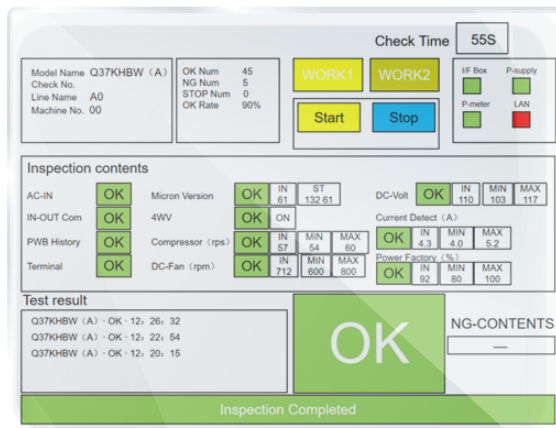 Check Time 55S
Model Name Q37KHBW (A)
Check No.
Line Name A0
Machine No. 00
OK Num 45
NG Num 5
STOP Num 0
OK Rate 90%
WORK1 WORK2
Start Stop
I/F Box P-supply
P-meter LAN
Inspection contents
AC-IN OK
IN-OUT Com OK
PWB History OK
Terminal OK
Micron Version OK IN 61 ST 132 61
4WV OK ON
Compressor (rps) OK IN 57 MIN 54 MAX 60
DC-Fan (rpm) OK IN 712 MIN 600 MAX 800
DC-Volt OK IN 110 MIN 103 MAX 117
Current Detect (A)
OK IN 4.3 MIN 4.0 MAX 5.2
Power Factory (%)
OK IN 92 MIN 80 MAX 100
Test result
Q37KHBW (A) · OK · 12: 26: 32
Q37KHBW (A) · OK · 12: 22: 54
Q37KHBW (A) · OK · 12: 20: 15
OK
NG-CONTENTS
—
Inspection Completed